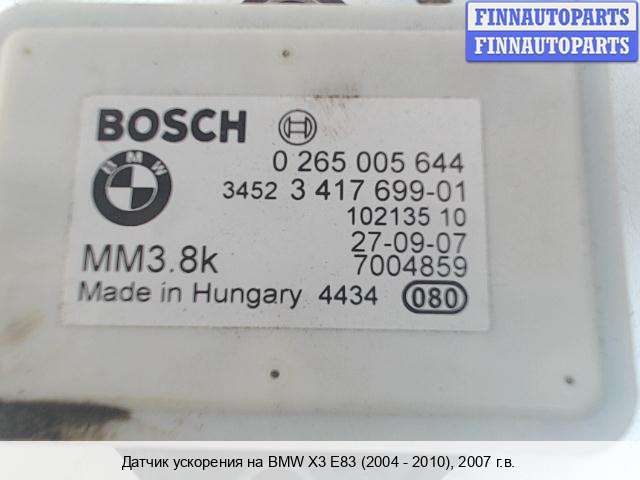 FINNAUTOPARTS
FINNAUTOPARTS
BOSCH
BMW
0 265 005 644
3452 3 417 699-01
102135 10
27-09-07
MM3.8k 7004859
Made in Hungary 4434 080
Датчик ускорения на BMW X3 E83 (2004 - 2010), 2007 г.в.